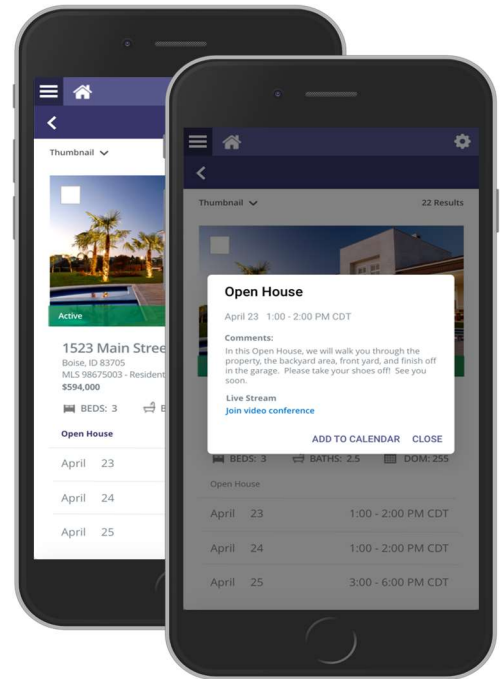 Thumbnail
Active
1523 Main Stree
Boise, ID 83705
MLS 98675003 - Resident
$594,000
BEDS: 3
Open House
April 23
April 24
April 25
Thumbnail
22 Results
Open House
April 23 1:00 - 2:00 PM CDT
Comments:
In this Open House, we will walk you through the
property, the backyard area, front yard, and finish off
in the garage. Please take your shoes off! See you
soon.
Live Stream
Join video conference
ADD TO CALENDAR CLOSE
BEDS: 3 BATHS: 2.5 DOM: 255
Open House
April 23 1:00 - 2:00 PM CDT
April 24 1:00 - 2:00 PM CDT
April 25 3:00 - 6:00 PM CDT